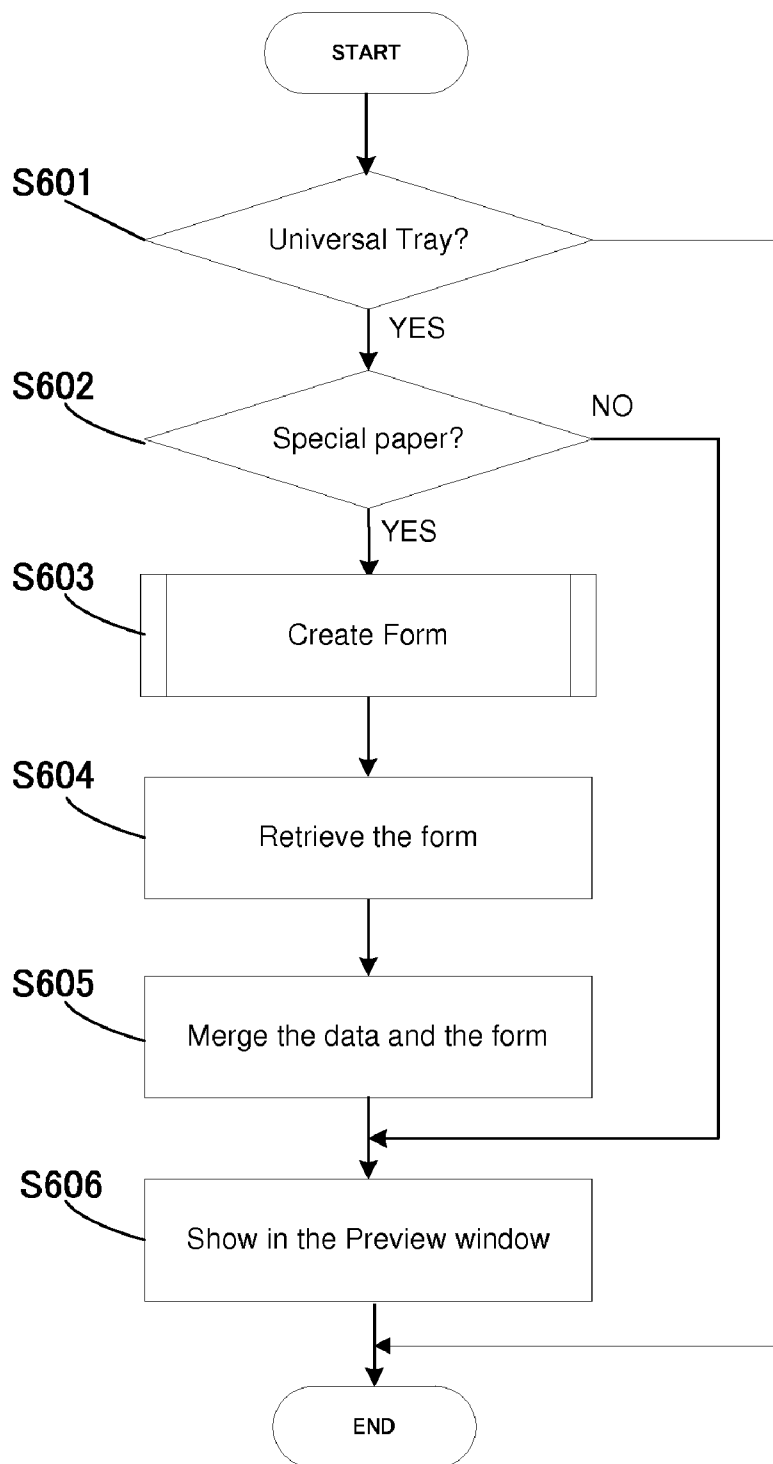 START
S601
Universal Tray?
YES
S602
Special paper?
NO
YES
S603
Create Form
S604
Retrieve the form
S605
Merge the data and the form
S606
Show in the Preview window
END